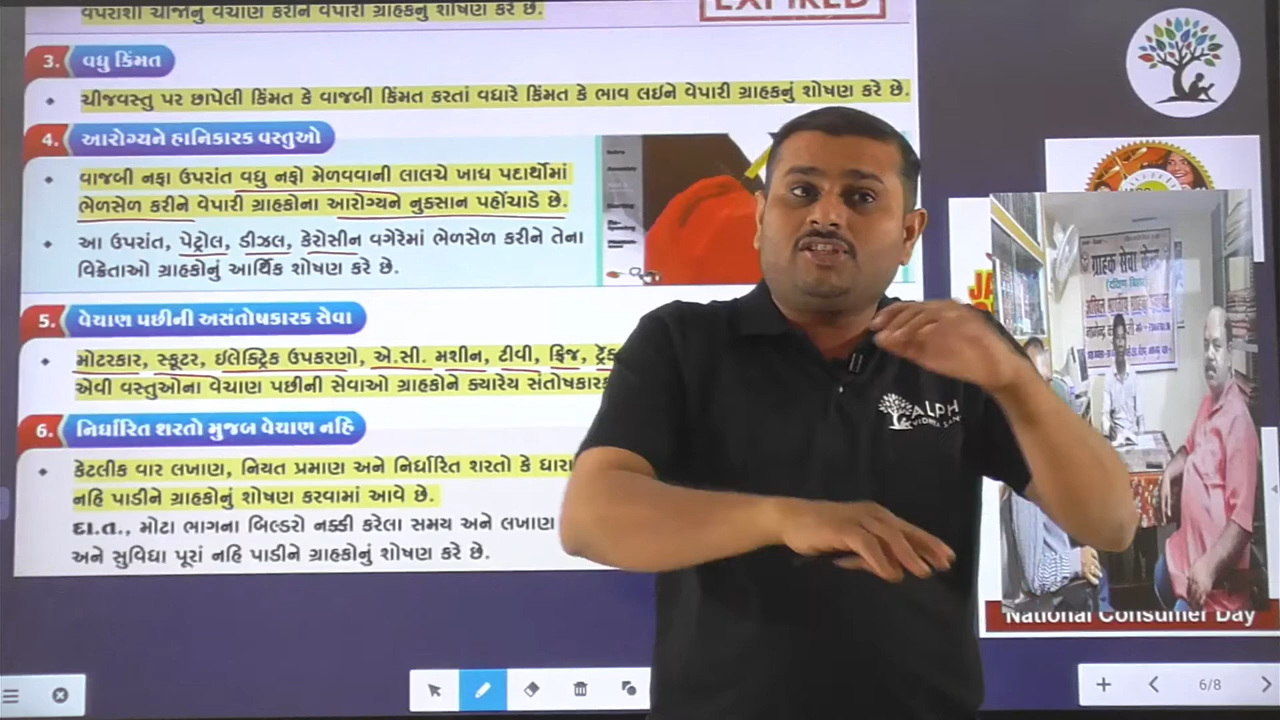 વપરાશી ચીજોનું વેચાણ કરીને વેપારી ગ્રાહકનું શોષણ કરે છે.
EXPIRED
3. વધુ કિંમત
• ચીજવસ્તુ પર છાપેલી કિંમત કે વાજબી કિંમત કરતાં વધારે કિંમત કે ભાવ લઈને વેપારી ગ્રાહકનું શોષણ કરે છે.
4. આરોગ્યને હાનિકારક વસ્તુઓ
• વાજબી નફા ઉપરાંત વધુ નફો મેળવવાની લાલચે ખાદ્ય પદાર્થોમાં
ભેળસેળ કરીને વેપારી ગ્રાહકોના આરોગ્યને નુકસાન પહોંચાડે છે.
• આ ઉપરાંત, પેટ્રોલ, ડીઝલ, કેરોસીન વગેરેમાં ભેળસેળ કરીને તેના
વિક્રેતાઓ ગ્રાહકોનું આર્થિક શોષણ કરે છે.
5. વેચાણ પછીની અસંતોષકારક સેવા
• મોટરકાર, સ્કૂટર, ઇલેક્ટ્રિક ઉપકરણો, એ.સી. મશીન, ટીવી, ફ્રિજ,
એવી વસ્તુઓના વેચાણ પછીની સેવાઓ ગ્રાહકોને ક્યારેય
6. નિર્ધારિત શરતો મુજબ વેચાણ નહિ
• કેટલીક વાર લખાણ, નિયત પ્રમાણ અને નિર્ધારિત શરતો કે
નહિ પાડીને ગ્રાહકોનું શોષણ કરવામાં આવે છે.
દા.ત., મોટા ભાગના બિલ્ડરો નક્કી કરેલા સમય અને લખાણ
અને સુવિધા પૂરાં નહિ પાડીને ગ્રાહકોનું શોષણ કરે છે.
ग्राहक सेवा केन्द्र
National Consumer Day
ALPH
6/8